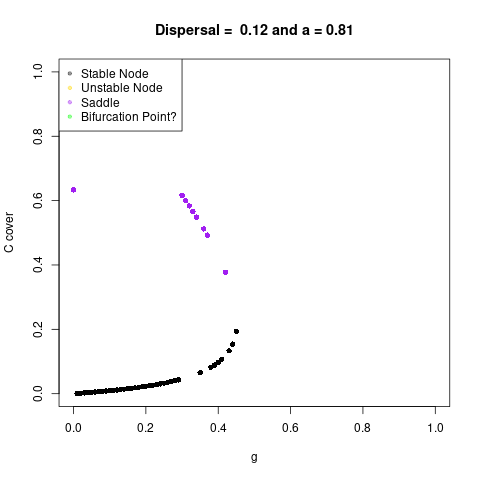 Dispersal =  0.12 and a = 0.81
Stable Node
Unstable Node
Saddle
Bifurcation Point?
C cover
1.0
0.8
0.6
0.4
0.2
0.0
0.0 0.2 0.4 0.6 0.8 1.0
g